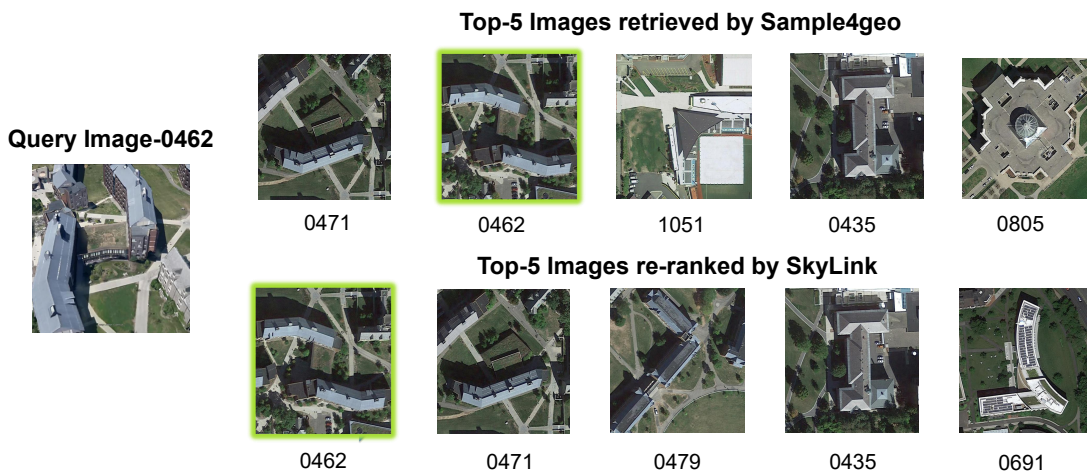 Top-5 Images retrieved by Sample4geo
Query Image-0462
0471 0462 1051 0435 0805
Top-5 Images re-ranked by SkyLink
0462 0471 0479 0435 0691